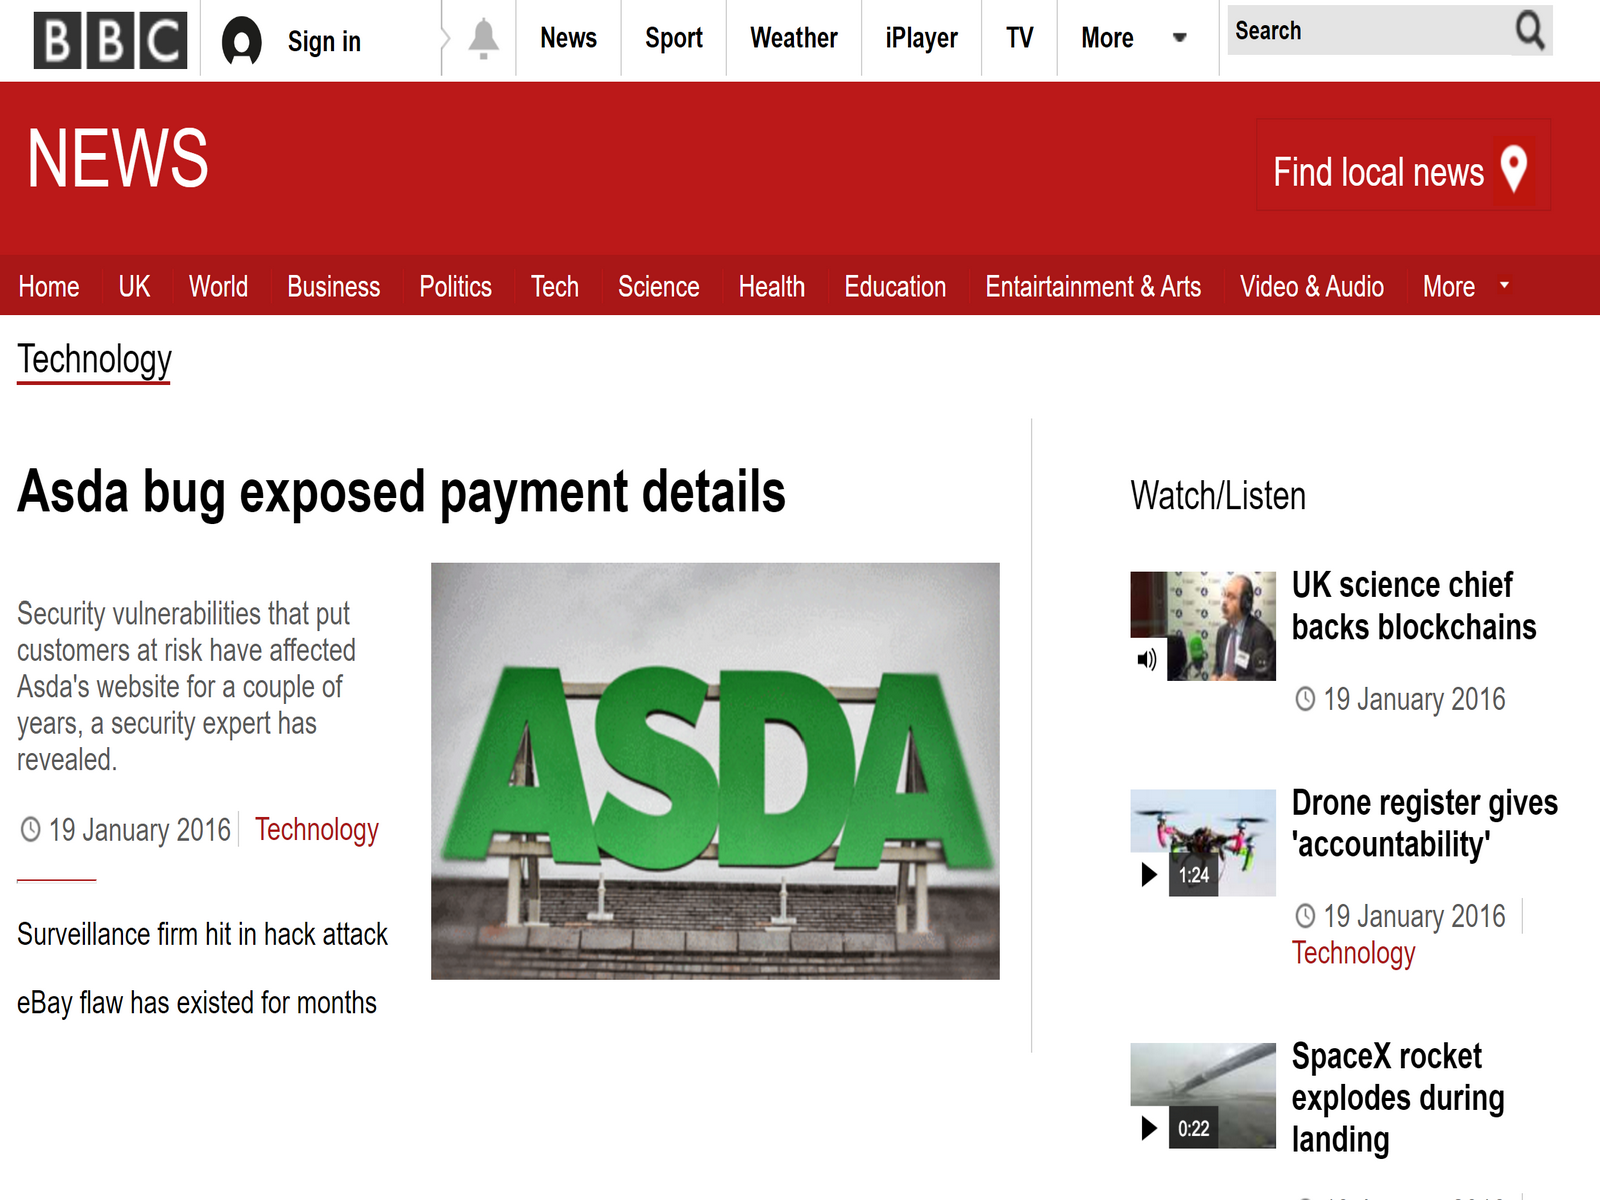 BBC
Sign in
News
Sport
Weather
iPlayer
TV
More
Search
NEWS
Find local news
Home
UK
World
Business
Politics
Tech
Science
Health
Education
Entairtainment & Arts
Video & Audio
More
Technology
Asda bug exposed payment details
Security vulnerabilities that put
customers at risk have affected
Asda's website for a couple of
years, a security expert has
revealed.
19 January 2016
Technology
Surveillance firm hit in hack attack
eBay flaw has existed for months
ASDA
Watch/Listen
UK science chief
backs blockchains
19 January 2016
Drone register gives
'accountability'
1:24
19 January 2016
Technology
SpaceX rocket
explodes during
landing
0:22